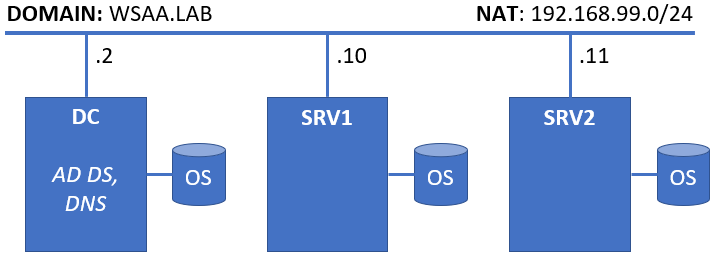 DOMAIN: WSAA.LAB
NAT: 192.168.99.0/24
.2
.10
.11
DC
SRV1
SRV2
AD DS,
DNS
OS
OS
OS